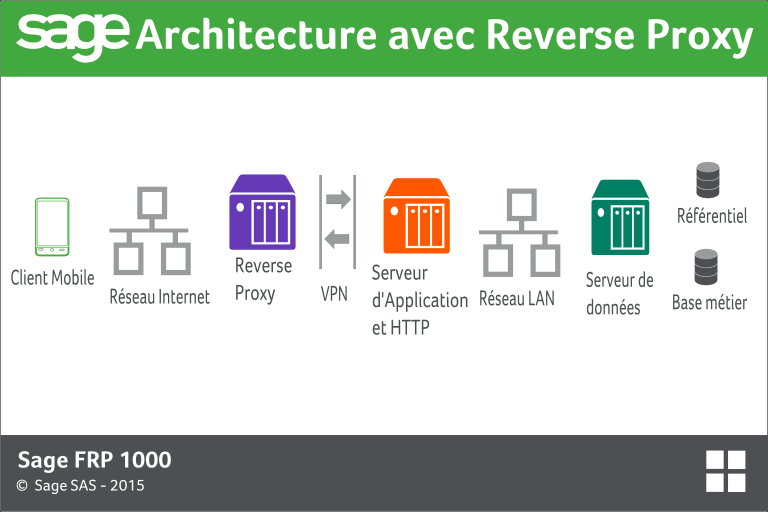 sage Architecture avec Reverse Proxy
Client Mobile
Réseau Internet
Reverse
Proxy
VPN
Serveur
d'Application
et HTTP
Réseau LAN
Serveur de
données
Référentiel
Base métier
Sage FRP 1000
© Sage SAS - 2015